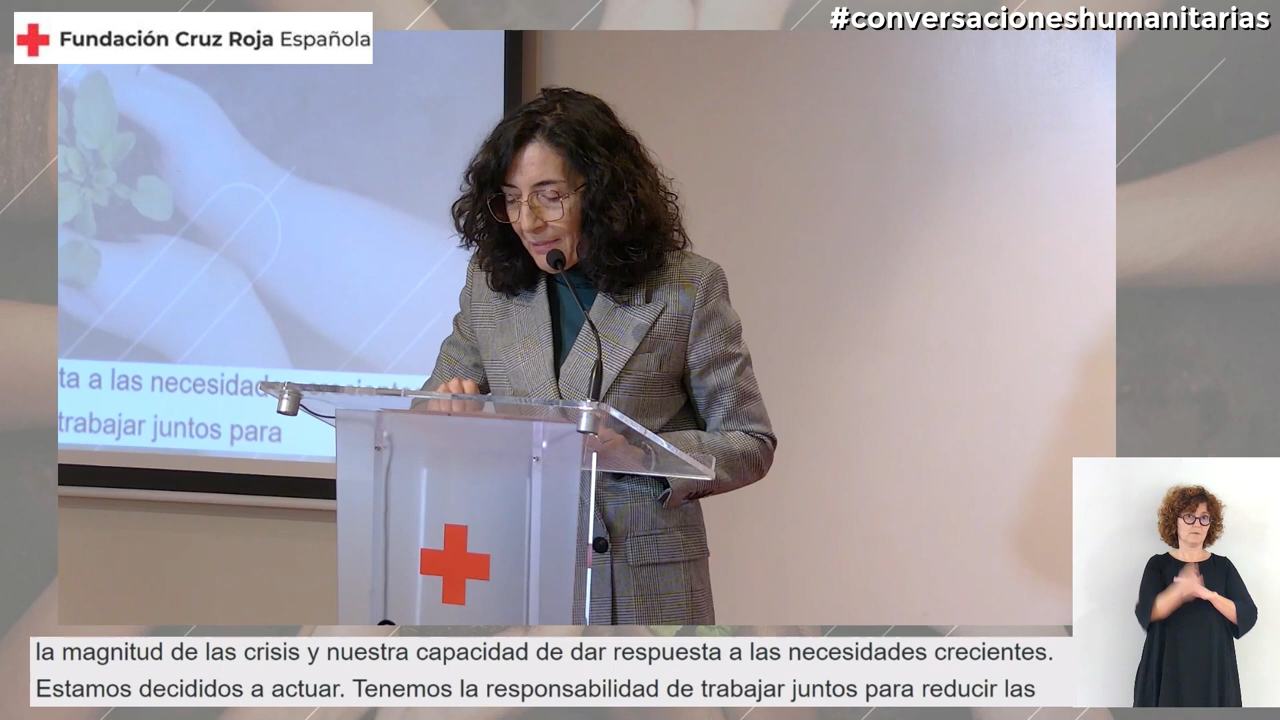 #conversacioneshumanitarias
Fundación Cruz Roja Española
ta a las necesidad
trabajar juntos para
la magnitud de las crisis y nuestra capacidad de dar respuesta a las necesidades crecientes.
Estamos decididos a actuar. Tenemos la responsabilidad de trabajar juntos para reducir las